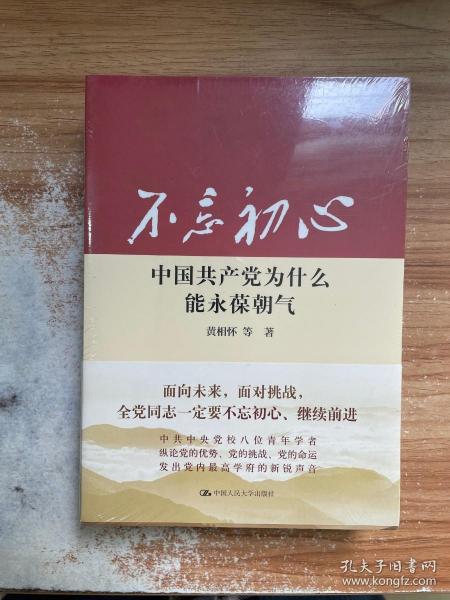 不忘初心
中国共产党为什么
能永葆朝气
黄相怀 等 著
面向未来，面对挑战，
全党同志一定要不忘初心、继续前进
中共中央党校八位青年学者
纵论党的优势、党的挑战、党的命运
发出党内最高学府的新锐声音
中国人民大学出版社
孔夫子旧书网
www.kongfz.com